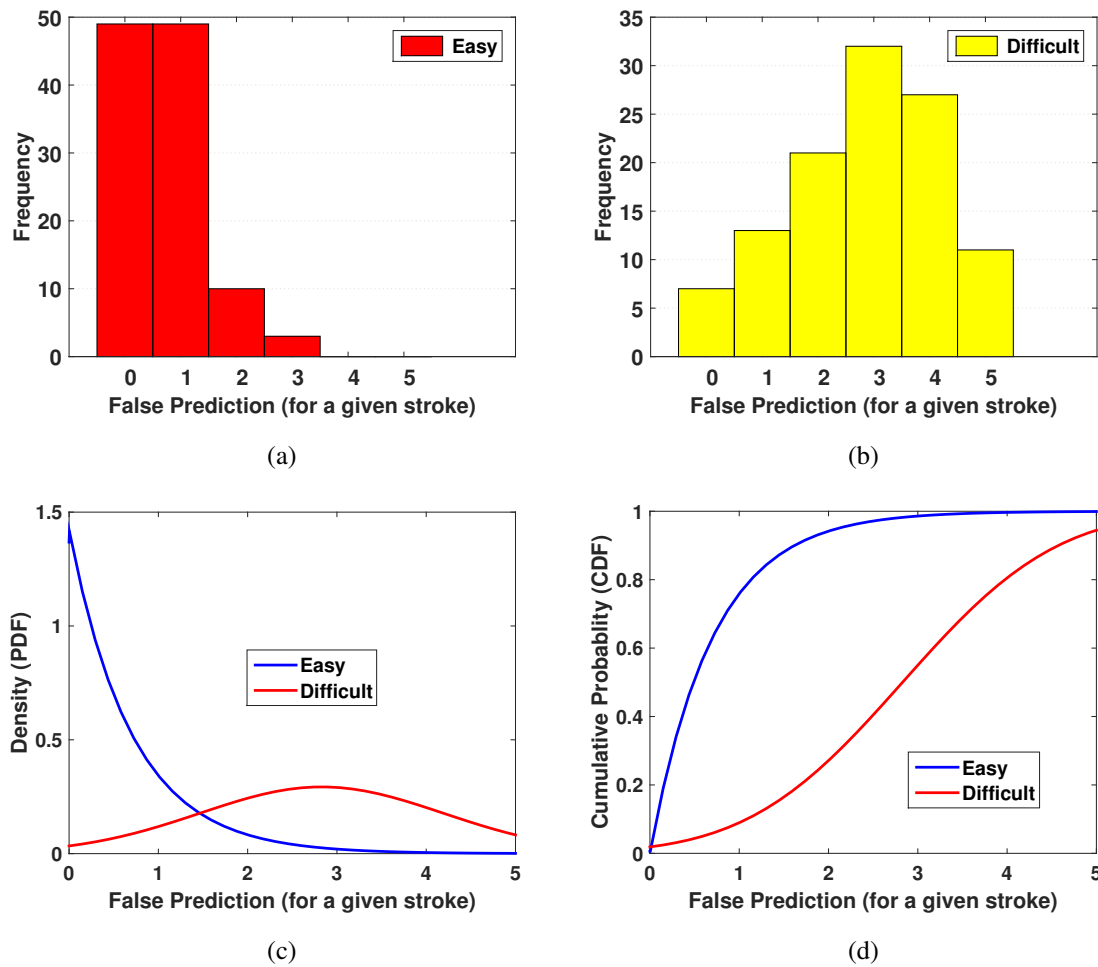 50
40
30
20
10
0
Frequency
Easy
0 1 2 3 4 5
False Prediction (for a given stroke)
(a)
35
30
25
20
15
10
5
0
Frequency
Difficult
0 1 2 3 4 5
False Prediction (for a given stroke)
(b)
1.5
1
0.5
0
Density (PDF)
Easy
Difficult
0 1 2 3 4 5
False Prediction (for a given stroke)
(c)
1
0.8
0.6
0.4
0.2
0
Cumulative Probablity (CDF)
Easy
Difficult
0 1 2 3 4 5
False Prediction (for a given stroke)
(d)